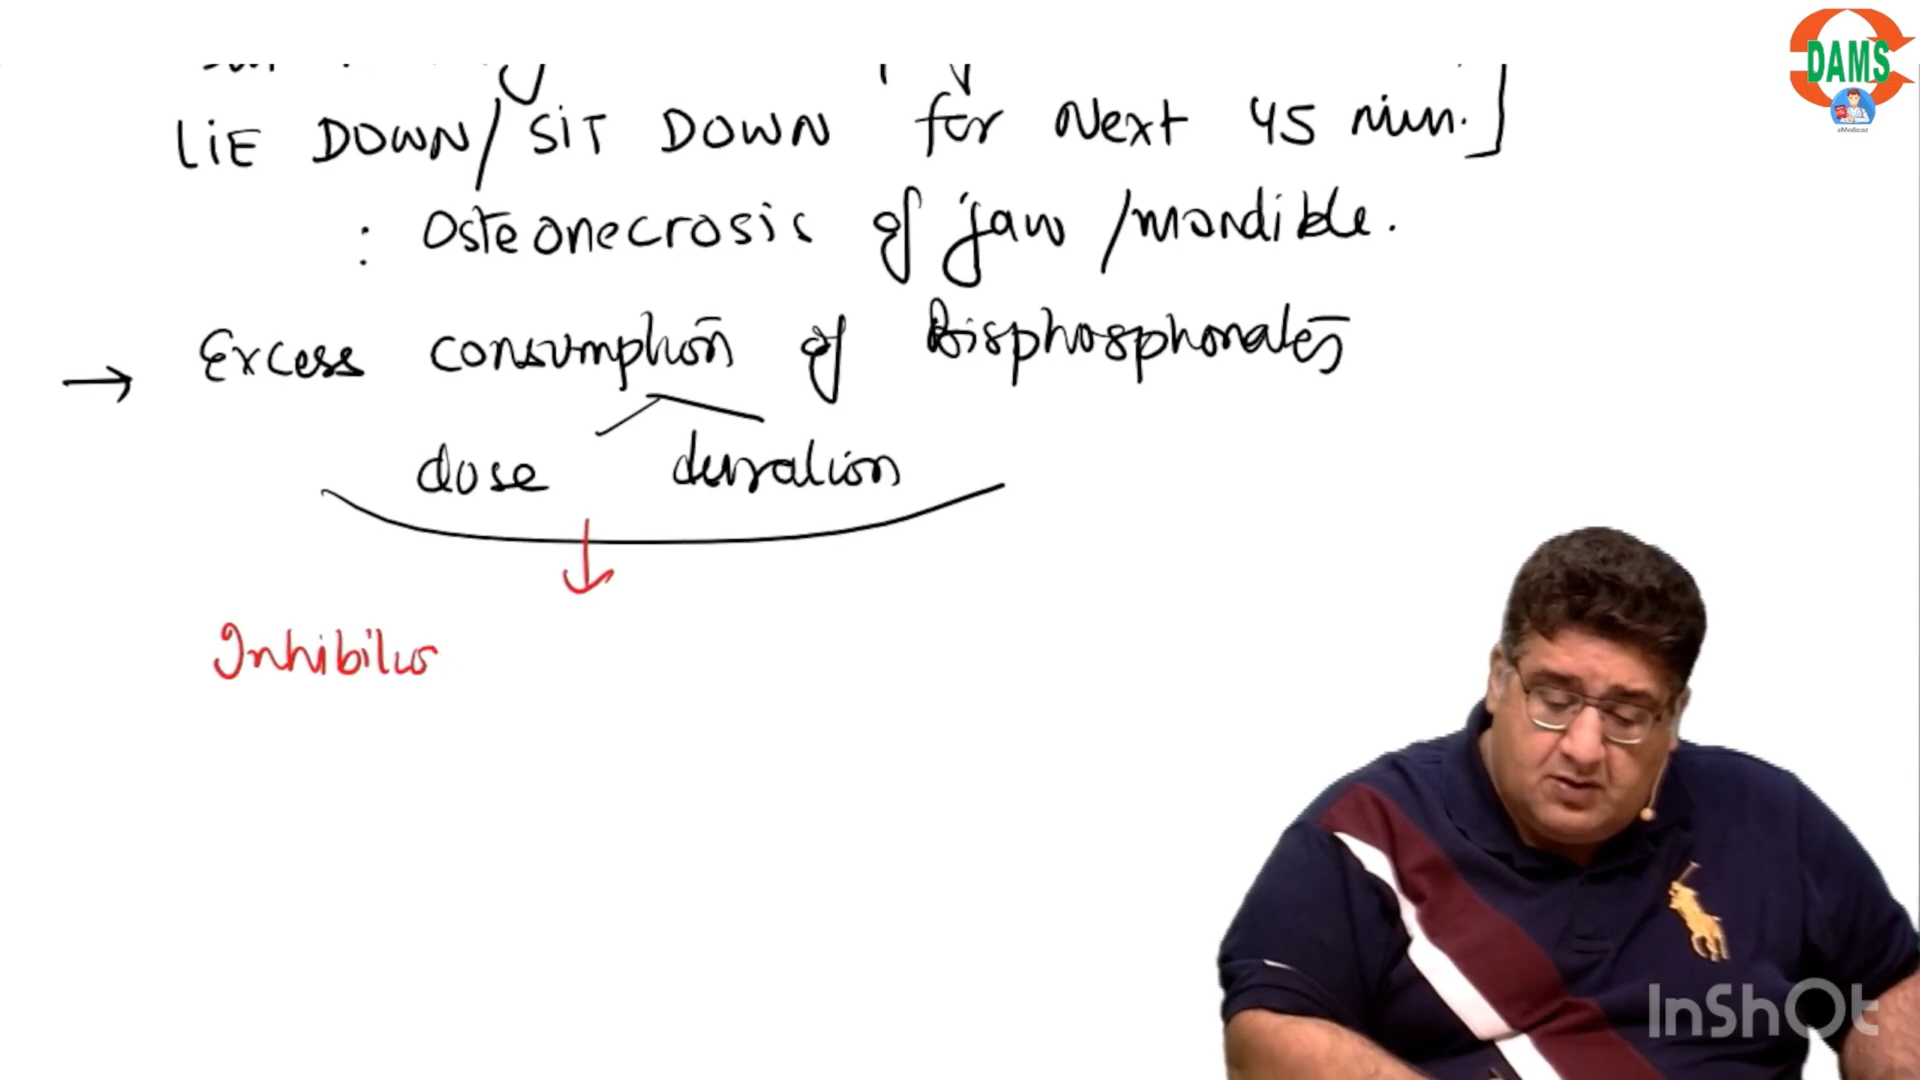 DAMS
eMedicoz
LIE DOWN/SIT DOWN for Next 45 min.]
: Osteonecrosis of jaw /mandible.
→ Excess consumption of Bisphosphonates
dose duration
↓
InShOt